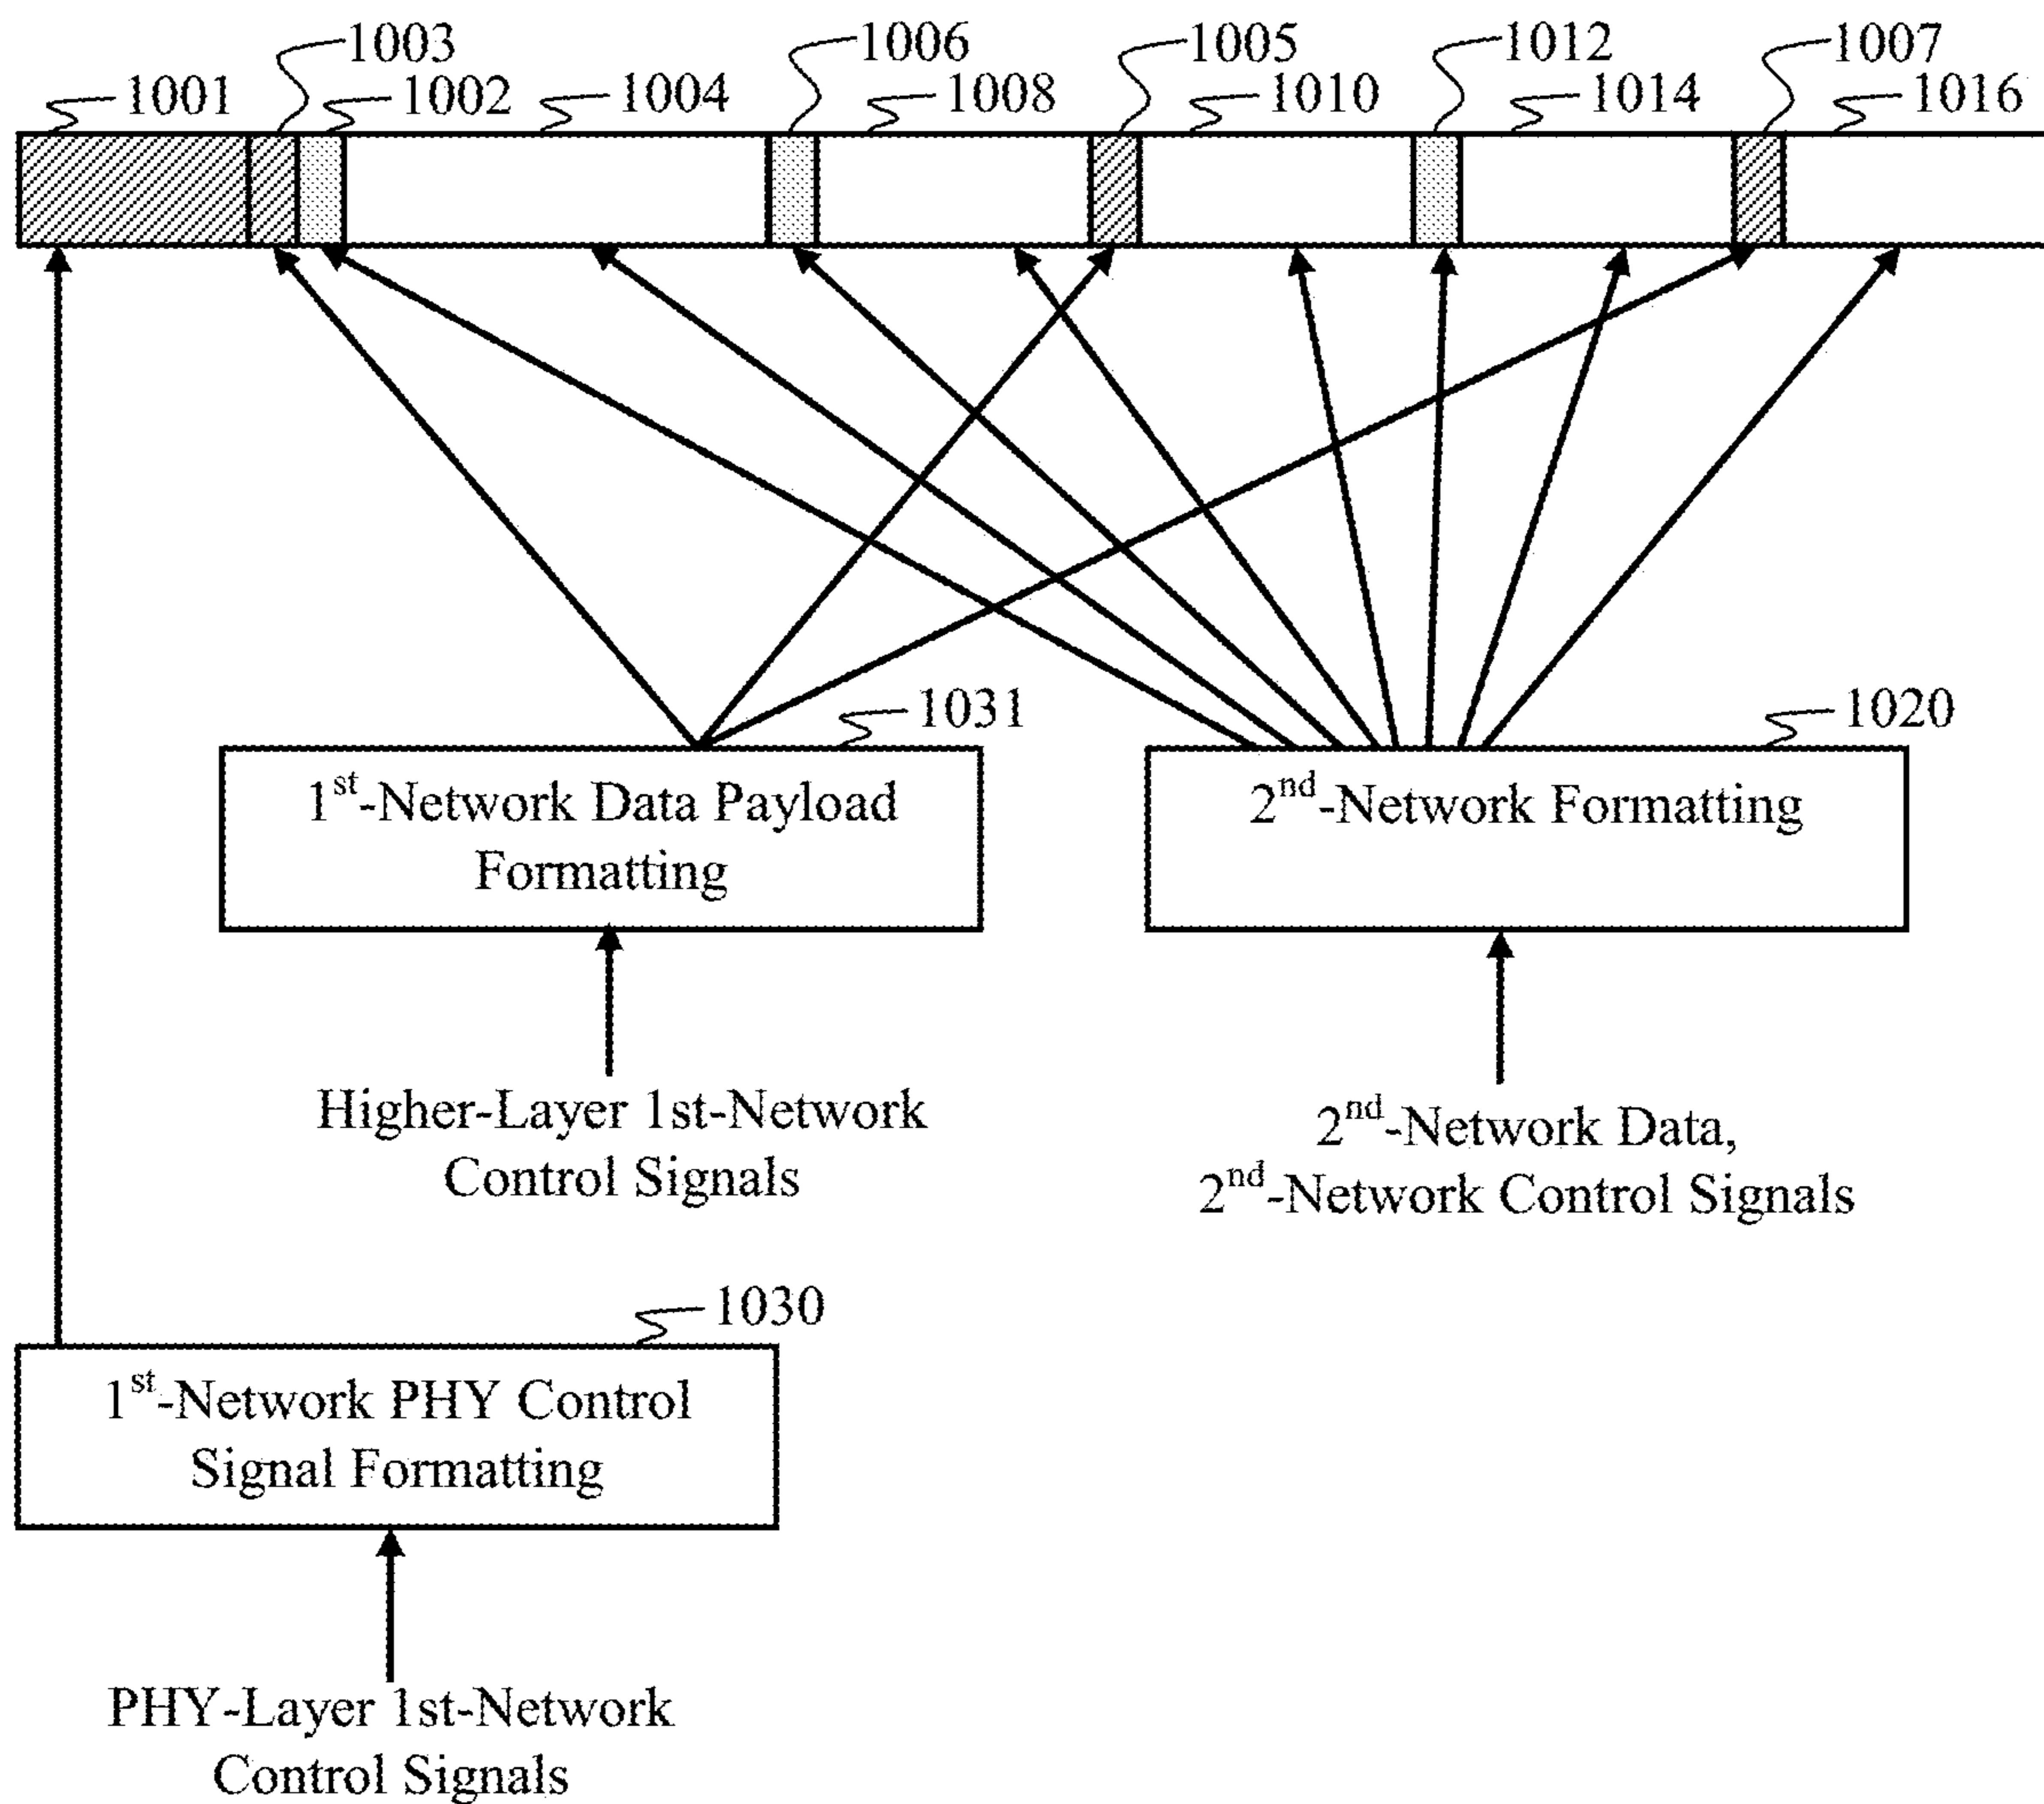 1003 1006 1005 1012 1007
1001 1002 1004 1008 1010 1014 1016
1031 1020
1st-Network Data Payload
Formatting
2nd-Network Formatting
Higher-Layer 1st-Network
Control Signals
2nd-Network Data,
2nd-Network Control Signals
1030
1st-Network PHY Control
Signal Formatting
PHY-Layer 1st-Network
Control Signals